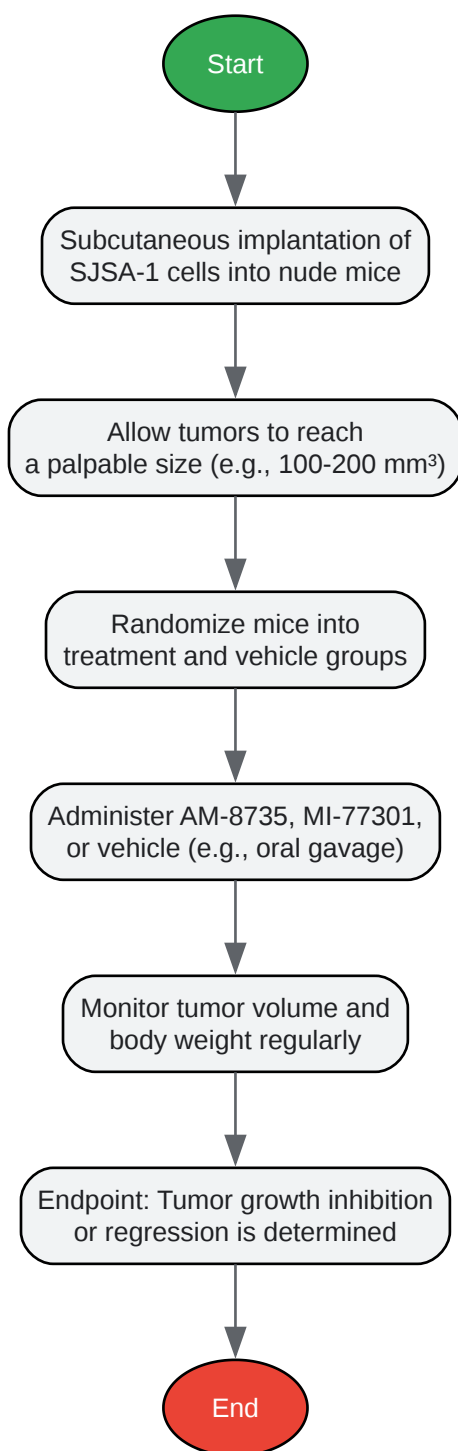 Start
Subcutaneous implantation of
SJSA-1 cells into nude mice
Allow tumors to reach
a palpable size (e.g., 100-200 mm³)
Randomize mice into
treatment and vehicle groups
Administer AM-8735, MI-77301,
or vehicle (e.g., oral gavage)
Monitor tumor volume and
body weight regularly
Endpoint: Tumor growth inhibition
or regression is determined
End